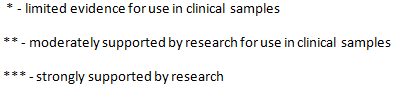 * - limited evidence for use in clinical samples
** - moderately supported by research for use in clinical samples
*** - strongly supported by research